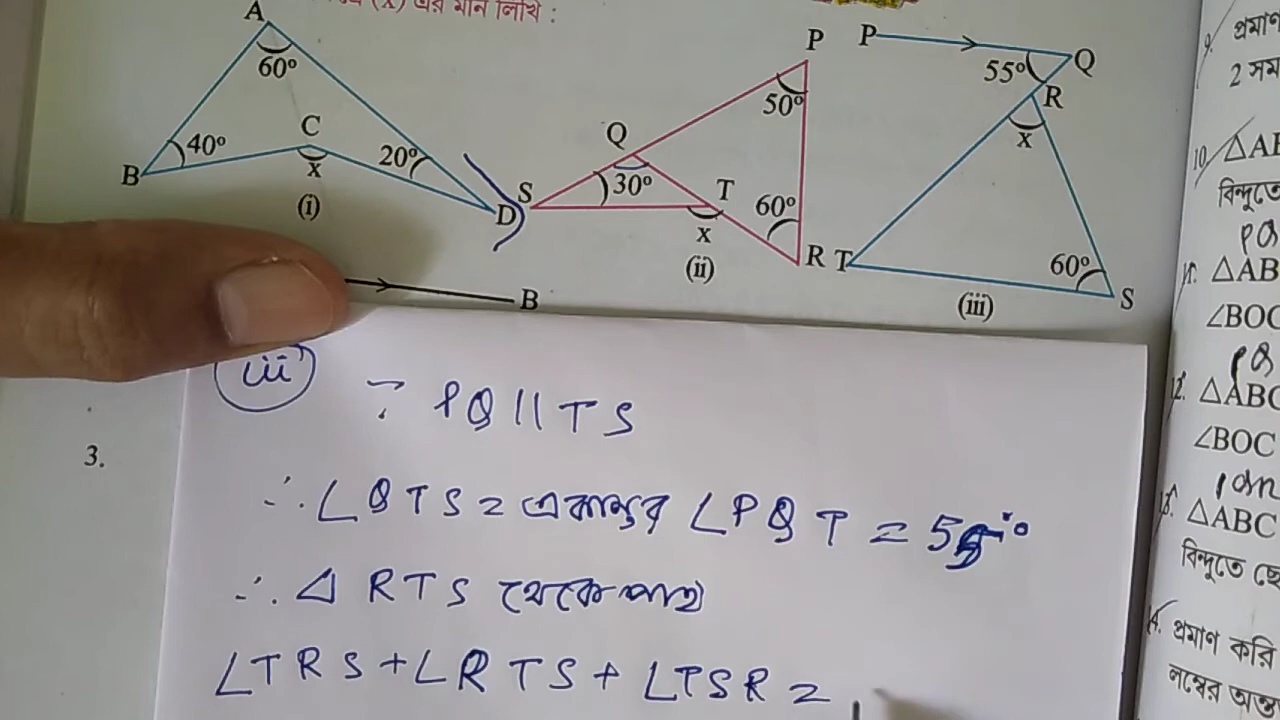 (x) এর মান লিখি :
A
60°
B 40° C x 20° D
(i)
P
50°
Q
S 30° T 60°
x R
(ii)
P Q
55° R
x
T 60° S
(iii)
B
(iii) ∵ PQ || TS
∴ ∠QTS = একান্তর ∠PQT = 55°
∴ △ RTS থেকে পাই
∠TRS + ∠RTS + ∠TSR =
3.
9. প্রমাণ
2 সম
10. △AB
বিন্দুতে
11. △AB
∠BOC
12. △ABC
∠BOC
13. △ABC
বিন্দুতে ছে
14. প্রমাণ করি
লম্বের অন্ত